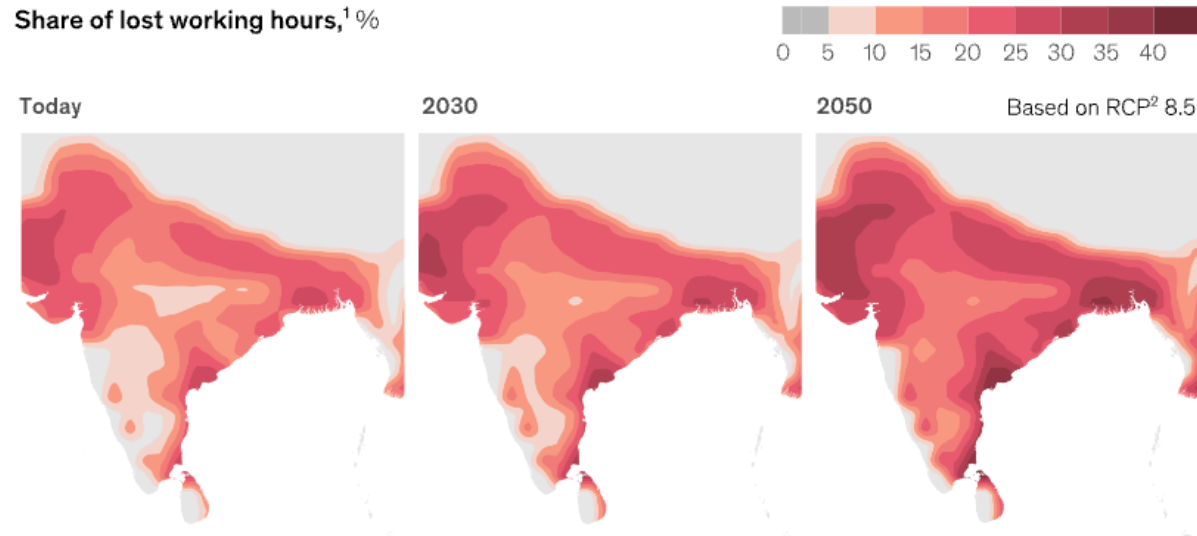 Share of lost working hours,¹ %
0 5 10 15 20 25 30 35 40
Today
2030
2050
Based on RCP² 8.5